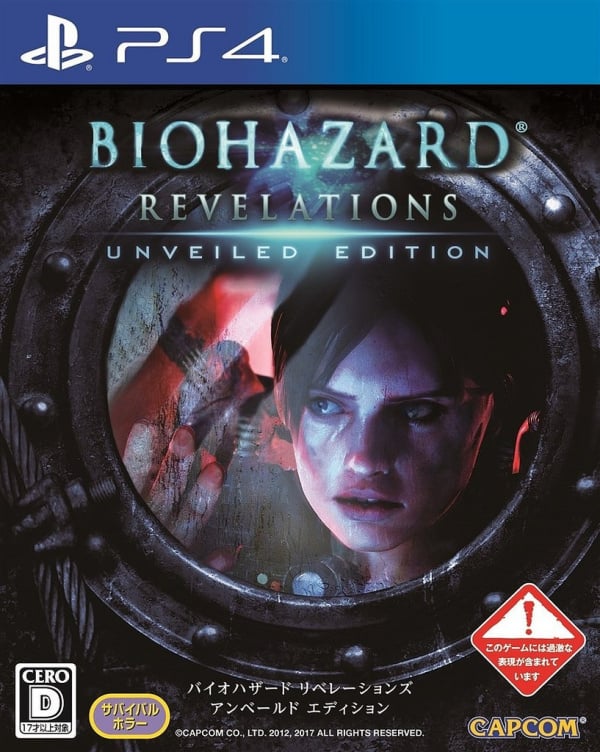 PS4
BIOHAZARD®
REVELATIONS
UNVEILED EDITION
このゲームには過激な
表現が含まれて
います
CERO
D
17才以上対象
サバイバル
ホラー
バイオハザード リベレーションズ
アンベールド エディション
CAPCOM®
©CAPCOM CO., LTD. 2012, 2017 ALL RIGHTS RESERVED.